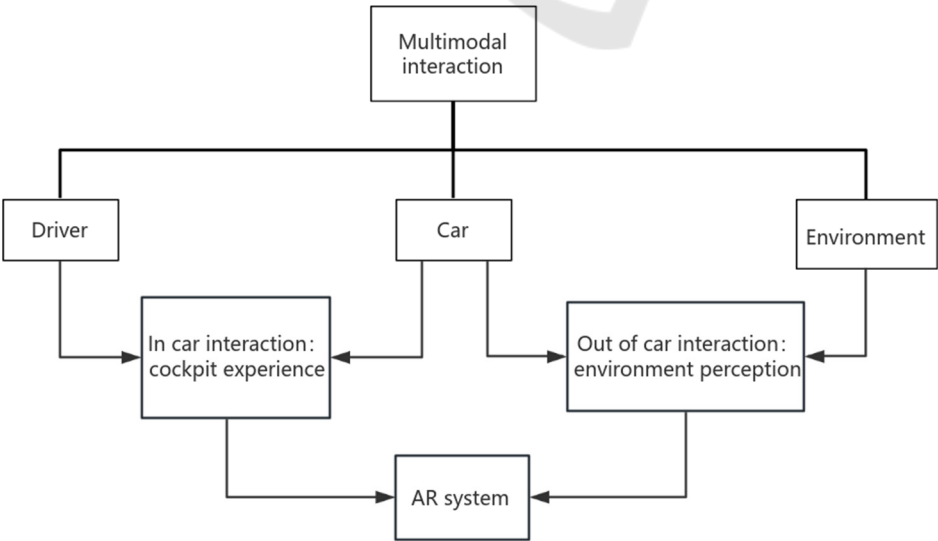 Multimodal
interaction
Driver
Car
Environment
In car interaction：
cockpit experience
Out of car interaction：
environment perception
AR system